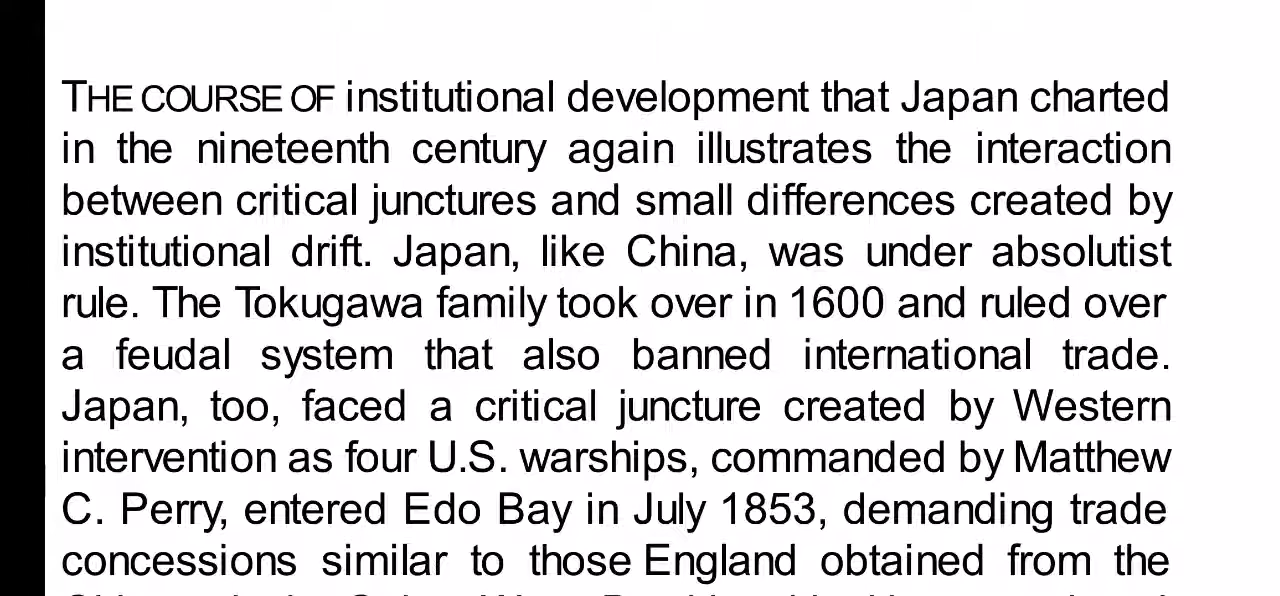 THE COURSE OF institutional development that Japan charted
in the nineteenth century again illustrates the interaction
between critical junctures and small differences created by
institutional drift. Japan, like China, was under absolutist
rule. The Tokugawa family took over in 1600 and ruled over
a feudal system that also banned international trade.
Japan, too, faced a critical juncture created by Western
intervention as four U.S. warships, commanded by Matthew
C. Perry, entered Edo Bay in July 1853, demanding trade
concessions similar to those England obtained from the